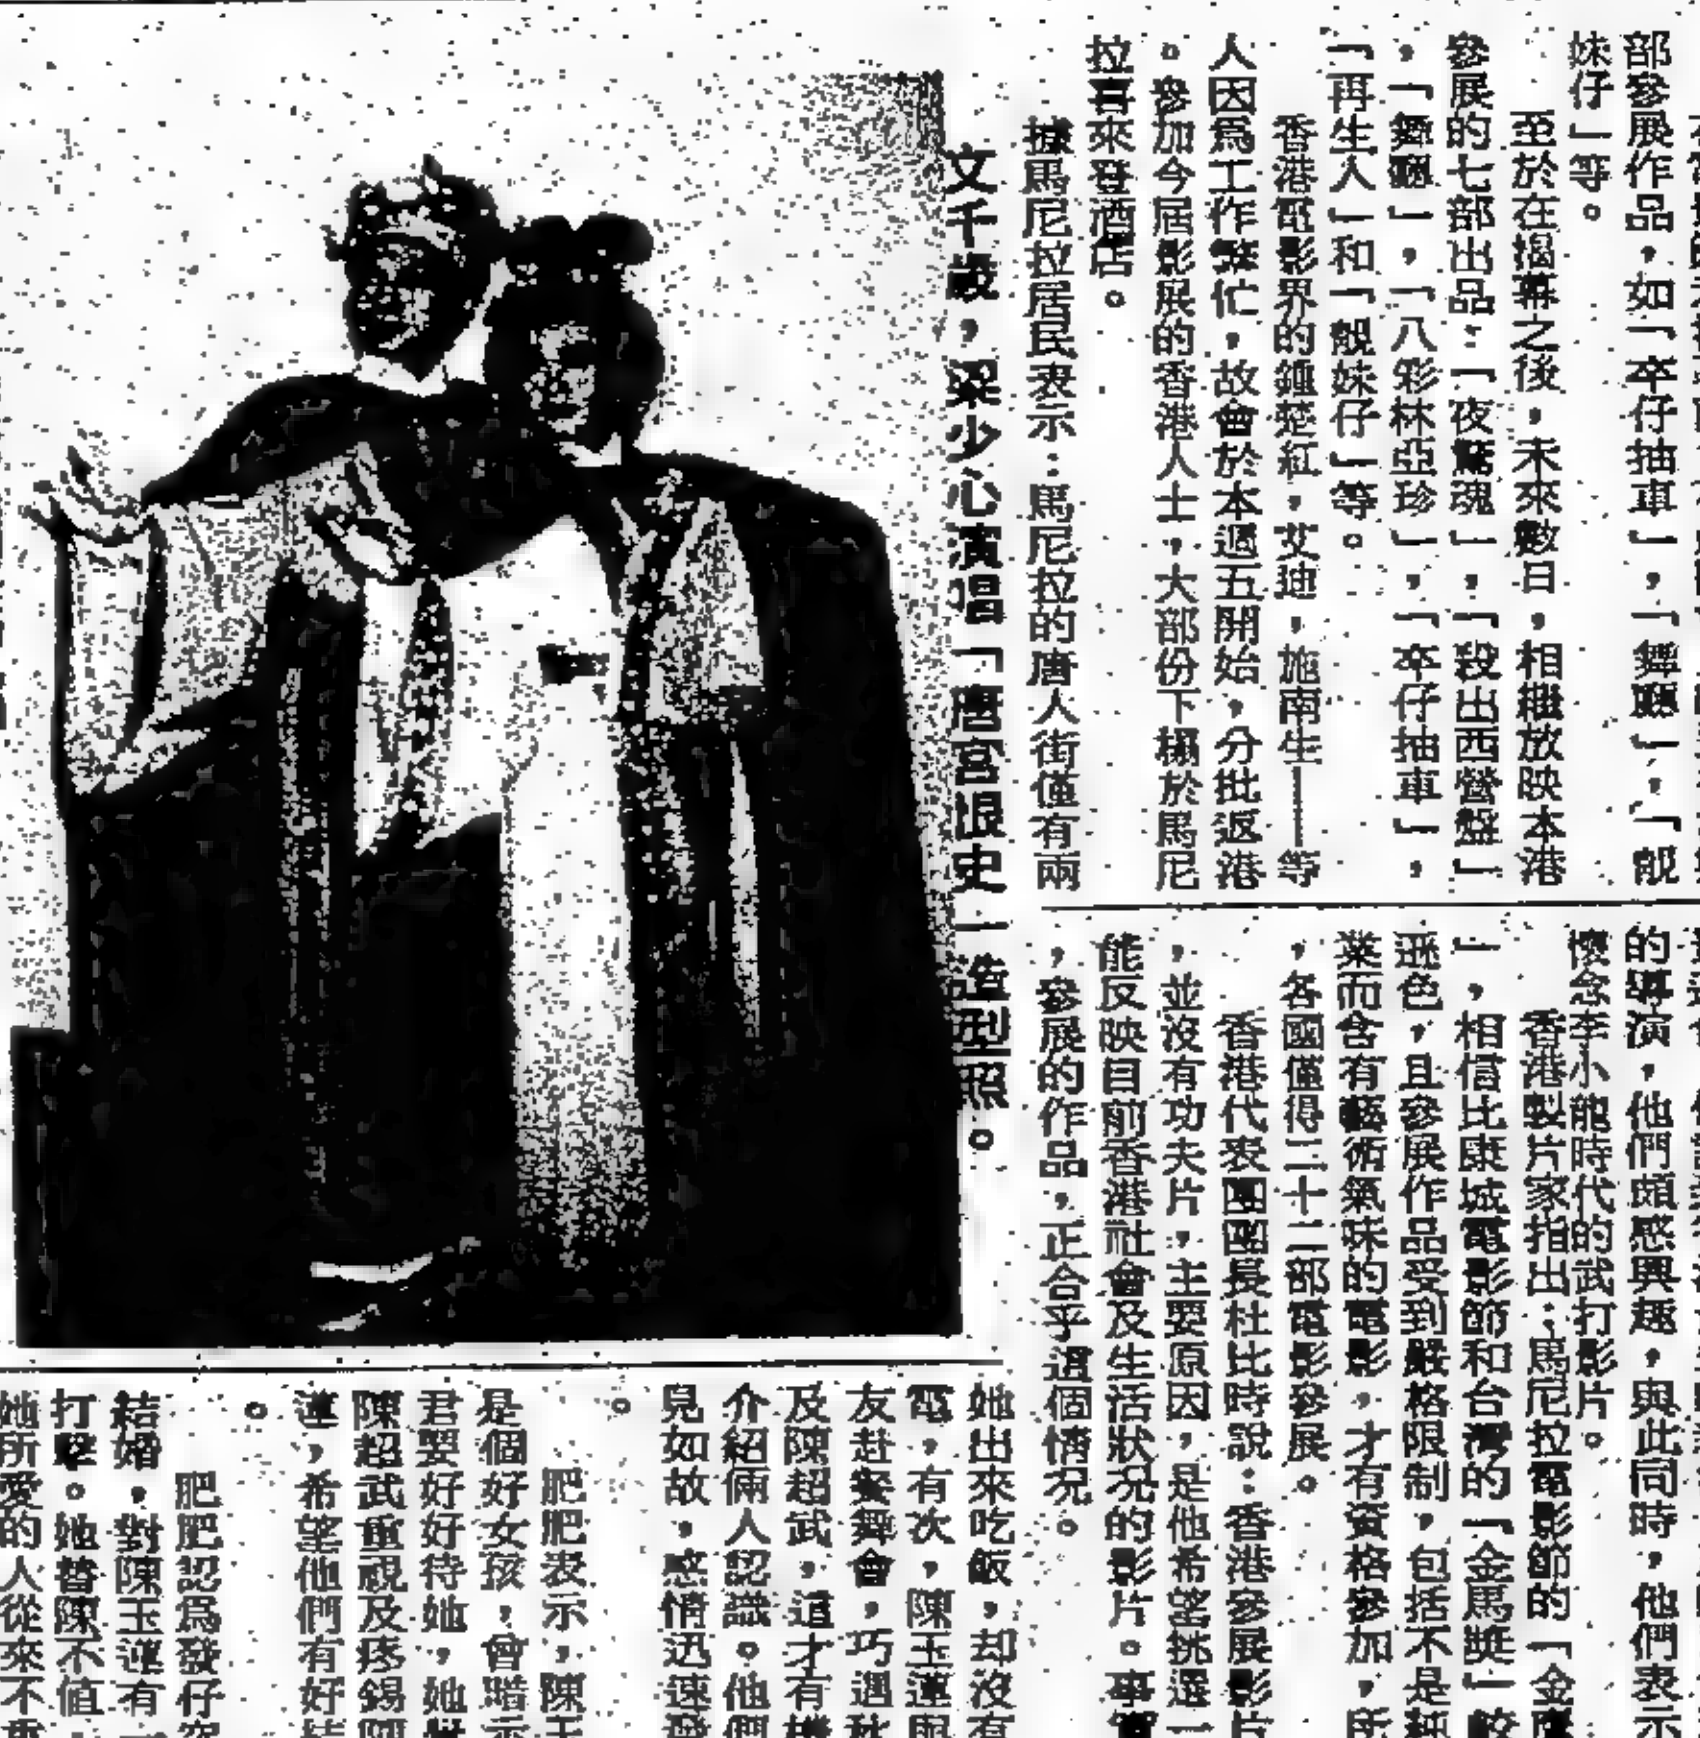 部參展作品，如「卒仔抽車」，「舞廳」，「靚
妹仔」等。
至於在揭幕之後，未來數日，相繼放映本港
參展的七部出品：「夜驚魂」，「殺出西營盤」
，「舞廳」，「八彩林亞珍」，「卒仔抽車」，
「再生人」和「靚妹仔」等。
香港電影界的鍾楚紅，艾迪，施南生——等
人因爲工作繁忙，故會於本週五開始，分批返港
。參加今屆影展的香港人士，大部份下榻於馬尼
拉喜來登酒店。
據馬尼拉居民表示：馬尼拉的唐人街僅有兩
文千歲，梁少心演唱「唐宮恨史」造型照。
的導演，他們頗感興趣，與此同時，他們表示
懷念李小龍時代的武打影片。
香港製片家指出：馬尼拉電影節的「金鷹
」，相信比康城電影節和台灣的「金馬獎」較
遜色，且參展作品受到嚴格限制，包括不是純
業而含有藝術氣味的電影，才有資格參加，所
，各國僅得三十二部電影參展。
香港代表團團長杜比時說：香港參展影片
，並沒有功夫片，主要原因，是他希望挑選一
能反映目前香港社會及生活狀况的影片。事實
，參展的作品，正合乎這個情况。
她出來吃飯，却沒有
電，有次，陳玉蓮與
友赴餐舞會，巧遇
及陳超武，這才有機
介紹倆人認識。他們
見如故，感情迅速
。
肥肥表示，陳玉
是個好女孩，曾暗示
君要好好待她，她
陳超武重視及疼錫
蓮，希望他們有好結
。
肥肥認爲發仔突
結婚，對陳玉蓮有一
打擊。她替陳不值，
她所愛的人從來不重